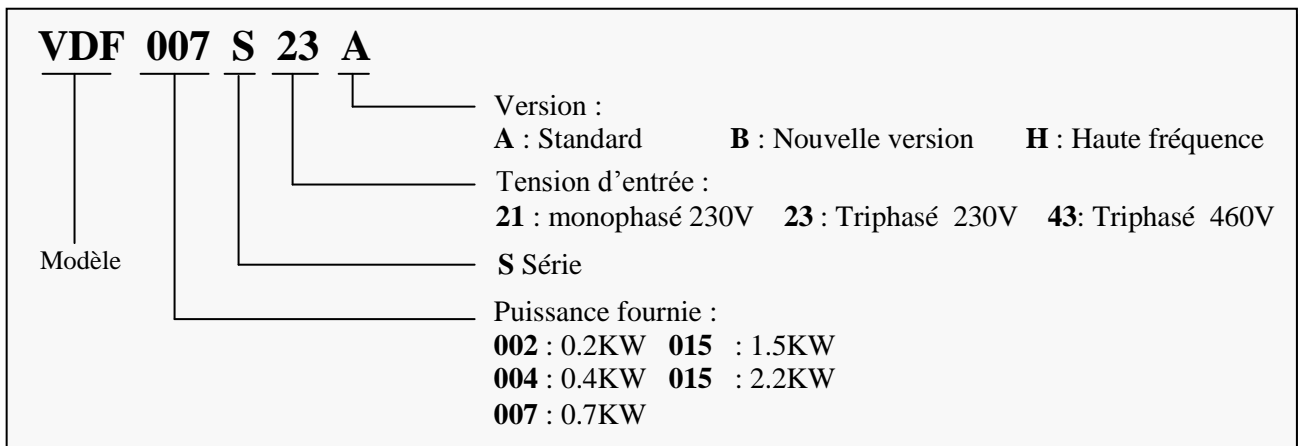 VDF 007 S 23 A
Version :
A : Standard B : Nouvelle version H : Haute fréquence
Tension d’entrée :
21 : monophasé 230V 23 : Triphasé 230V 43: Triphasé 460V
Modèle
S Série
Puissance fournie :
002 : 0.2KW 015 : 1.5KW
004 : 0.4KW 015 : 2.2KW
007 : 0.7KW